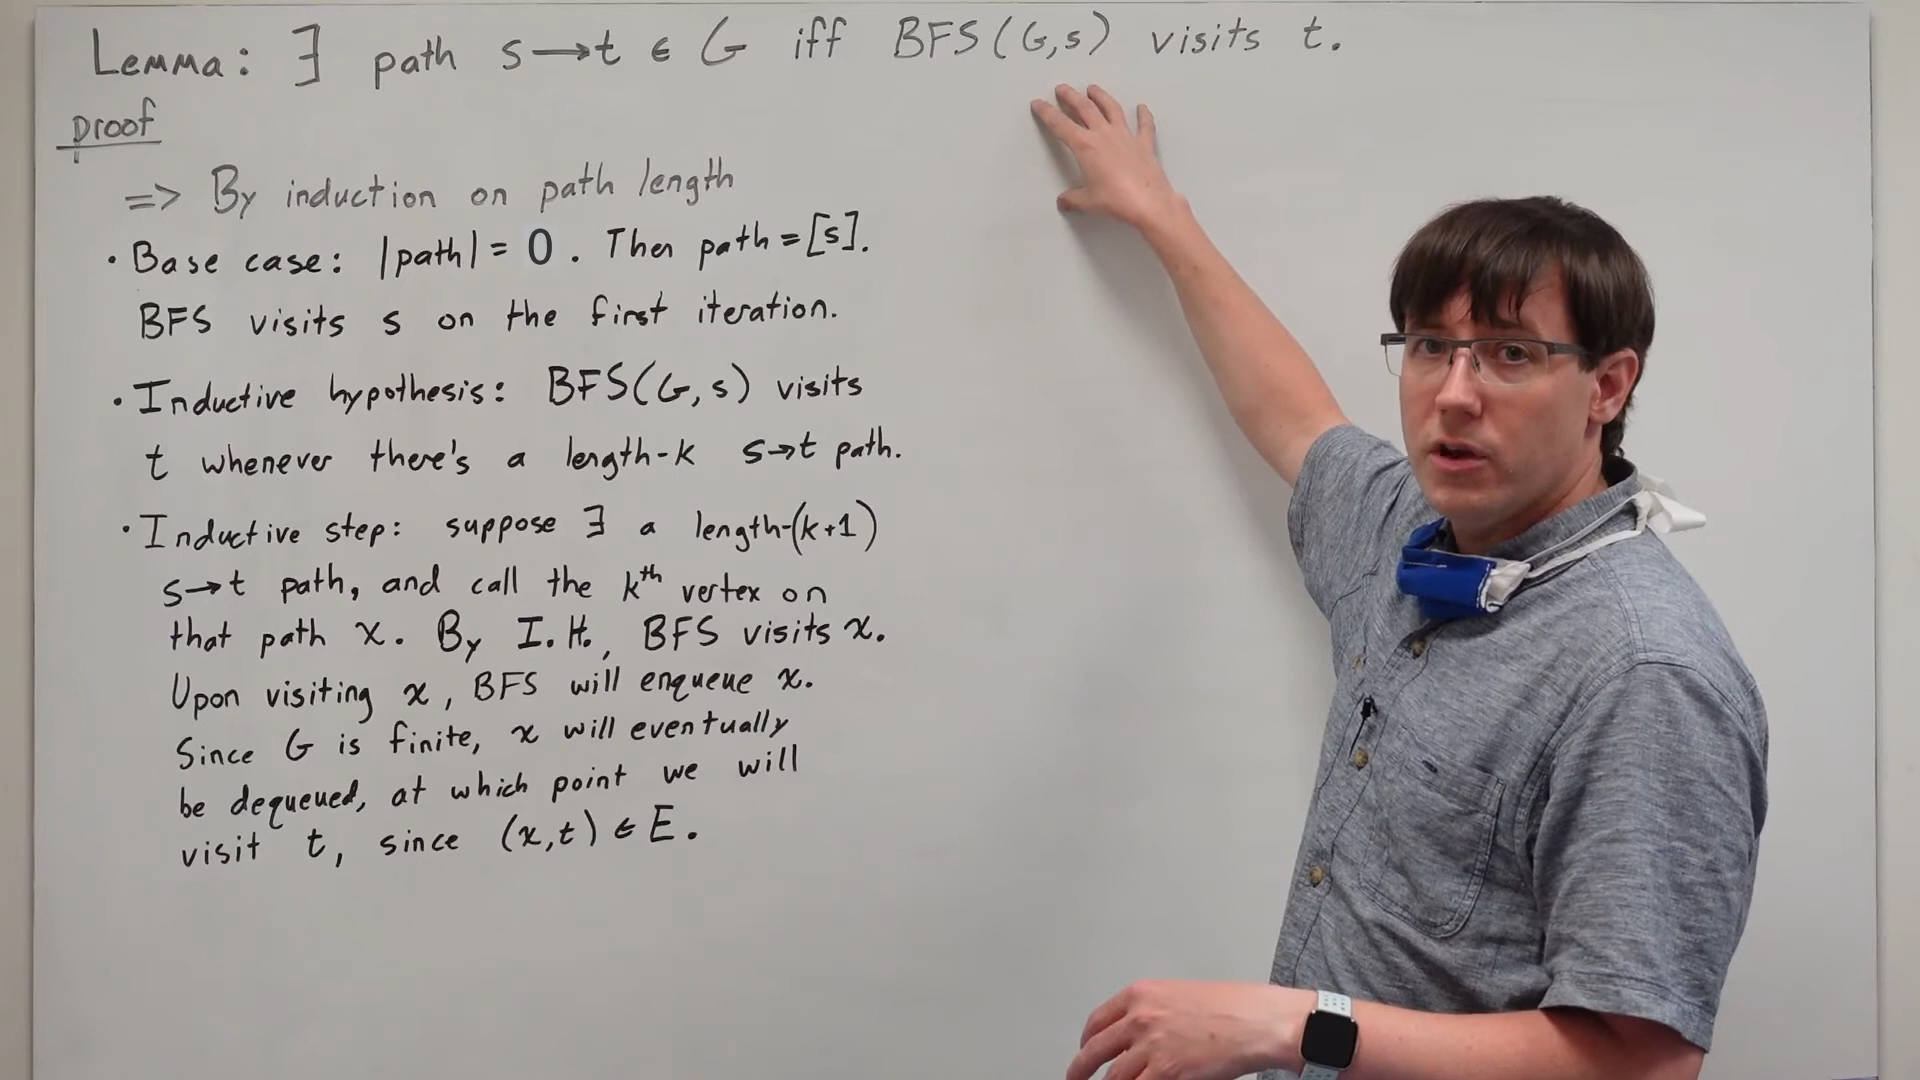 Lemma: ∃ path s→t ∈ G iff BFS(G,s) visits t.
proof
=> By induction on path length
• Base case: |path| = 0. Then path = [s].
BFS visits s on the first iteration.
• Inductive hypothesis: BFS(G,s) visits
t whenever there's a length-k s→t path.
• Inductive step: suppose ∃ a length-(k+1)
s→t path, and call the kth vertex on
that path x. By I.H., BFS visits x.
Upon visiting x, BFS will enqueue x.
Since G is finite, x will eventually
be dequeued, at which point we will
visit t, since (x,t) ∈ E.